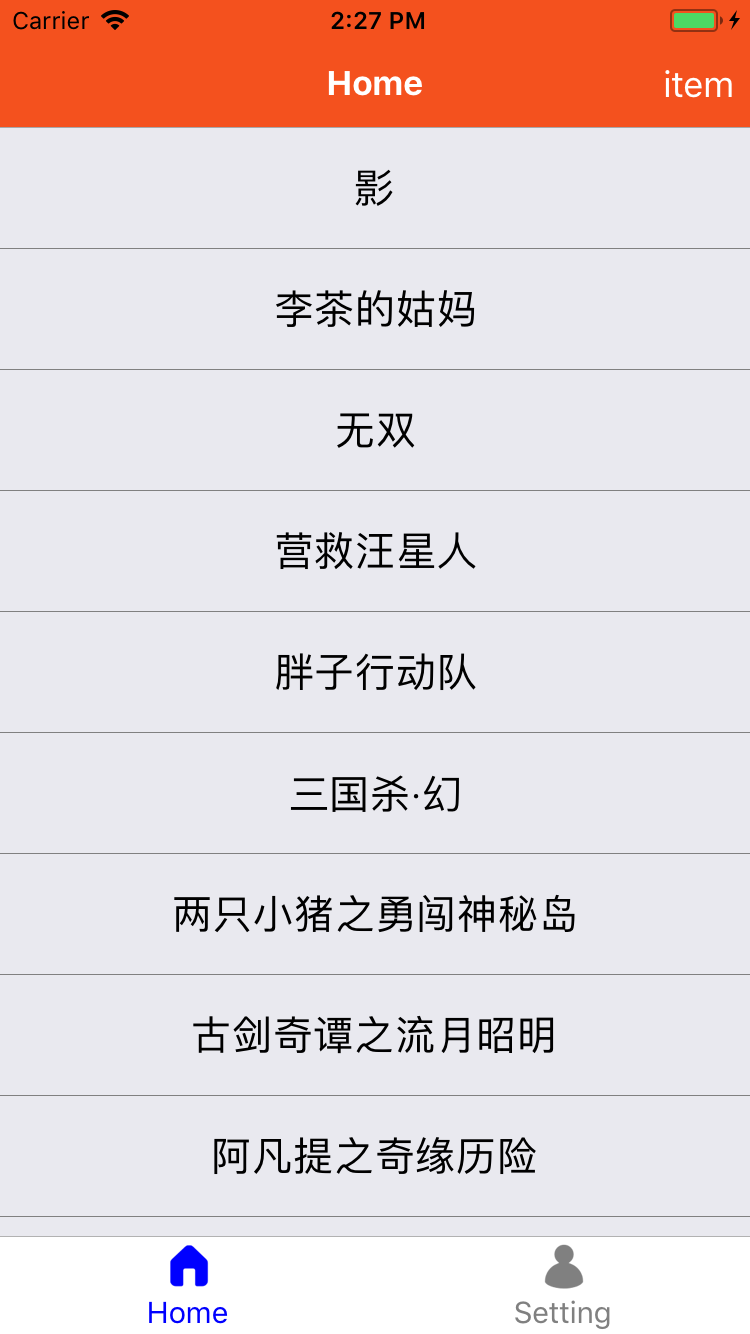 Carrier 2:27 PM
Home item
影
李茶的姑妈
无双
营救汪星人
胖子行动队
三国杀·幻
两只小猪之勇闯神秘岛
古剑奇谭之流月昭明
阿凡提之奇缘历险
Home Setting